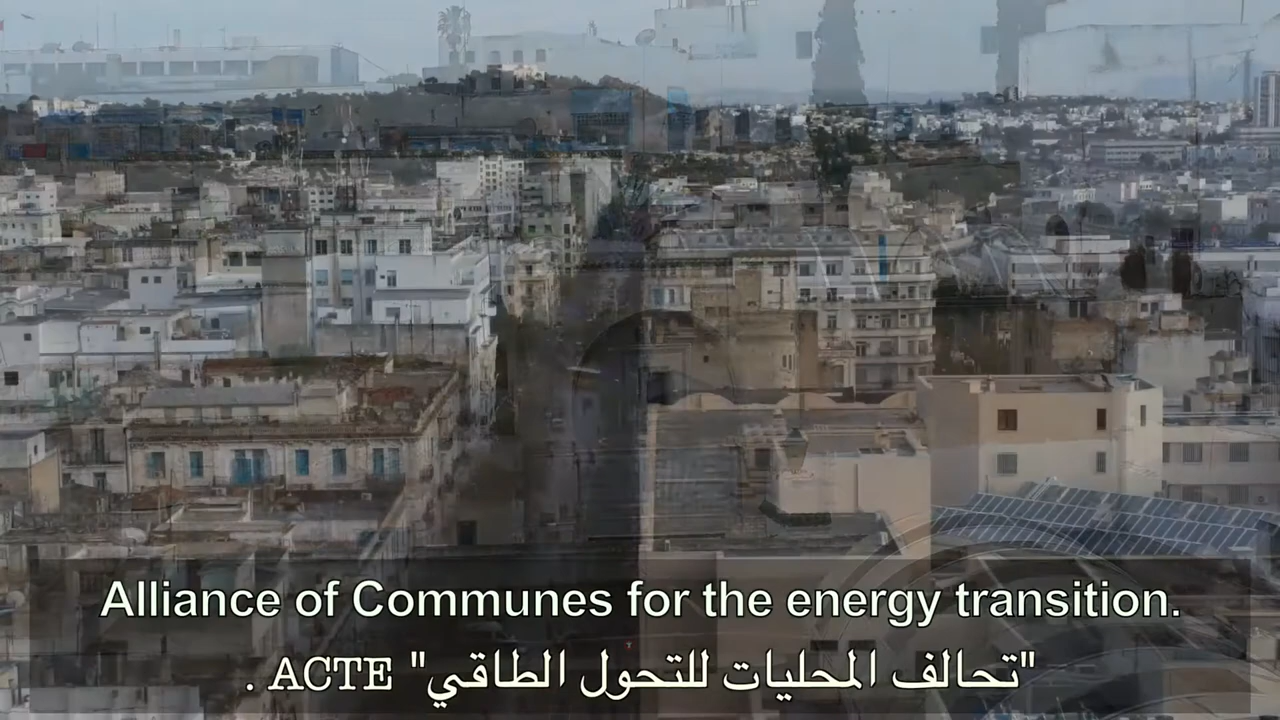 Alliance of Communes for the energy transition.
"تحالف المحليات للتحول الطاقي" ACTE .